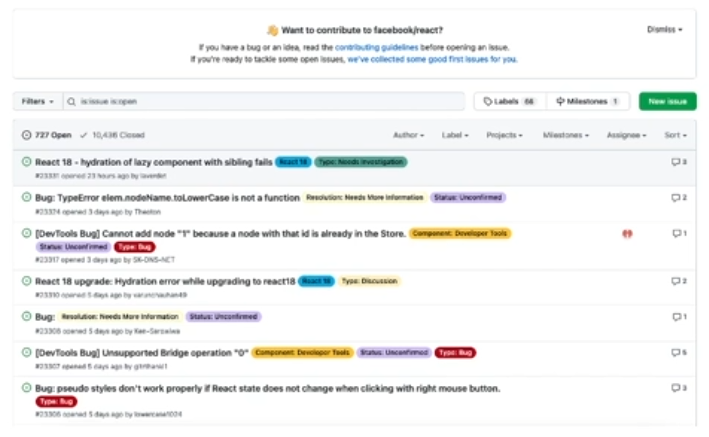 👋 Want to contribute to facebook/react?
Dismiss
If you have a bug or an idea, read the contributing guidelines before opening an issue.
If you're ready to tackle some open issues, we've collected some good first issues for you.
Filters
is:issue is:open
Labels 68
Milestones 1
New issue
727 Open 10,436 Closed
Author Label Projects Milestones Assignee Sort
React 18 - hydration of lazy component with sibling fails React 18 Type: Needs Investigation
3
#23331 opened 23 hours ago by
Bug: TypeError elem.nodeName.toLowerCase is not a function Resolution: Needs More Information Status: Unconfirmed
2
#23324 opened 3 days ago by
[DevTools Bug] Cannot add node "1" because a node with that id is already in the Store. Component: Developer Tools
1
Status: Unconfirmed Type: Bug
#23317 opened 3 days ago by
React 18 upgrade: Hydration error while upgrading to react18 React 18 Type: Discussion
2
#23310 opened 5 days ago by varunchauhan49
Bug: Resolution: Needs More Information Status: Unconfirmed
1
#23308 opened 5 days ago by
[DevTools Bug] Unsupported Bridge operation "0" Component: Developer Tools Status: Unconfirmed Type: Bug
5
#23307 opened 5 days ago by
Bug: pseudo styles don't work properly if React state does not change when clicking with right mouse button.
3
Type: Bug
#23306 opened 5 days ago by lowercase1024